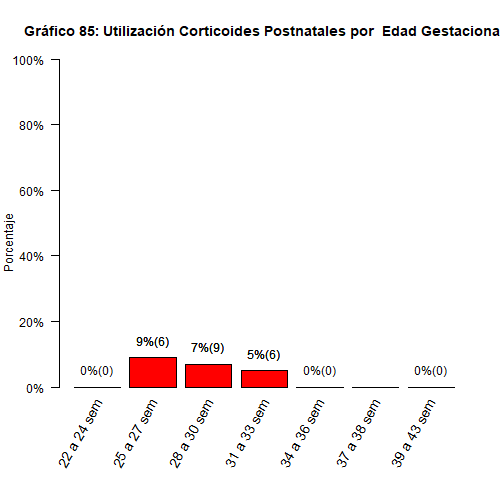 Gráfico 85: Utilización Corticoides Postnatales por  Edad Gestaciona
100%
80%
60%
40%
20%
0%
Porcentaje
0%(0)
9%(6)
7%(9)
5%(6)
0%(0)
0%(0)
22 a 24 sem
25 a 27 sem
28 a 30 sem
31 a 33 sem
34 a 36 sem
37 a 38 sem
39 a 43 sem